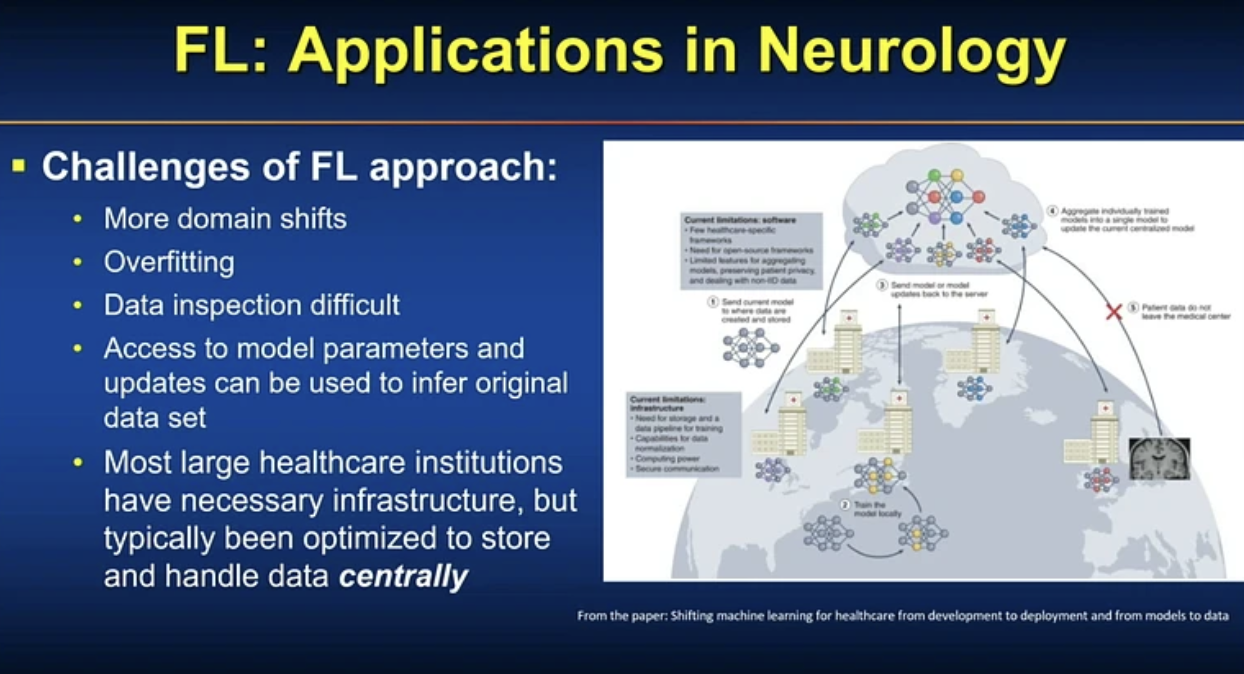 FL: Applications in Neurology
Challenges of FL approach:
More domain shifts
Overfitting
Data inspection difficult
Access to model parameters and
updates can be used to infer original
data set
Most large healthcare institutions
have necessary infrastructure, but
typically been optimized to store
and handle data centrally
Current limitations: software
• Few healthcare-specific
frameworks
• Need for open-source frameworks
• Limited features for aggregating
models, preserving patient privacy,
and dealing with non-IID data
4 Aggregate individually trained
models into a single model to
update the current centralized model
1 Send current model
to where data are
created and stored
3 Send model or model
updates back to the server
5 Patient data do not
leave the medical center
Current limitations:
infrastructure
• Need for storage and a
data pipeline for training
• Capabilities for data
normalization
• Computing power
• Secure communication
2 Train the
model locally
From the paper: Shifting machine learning for healthcare from development to deployment and from models to data